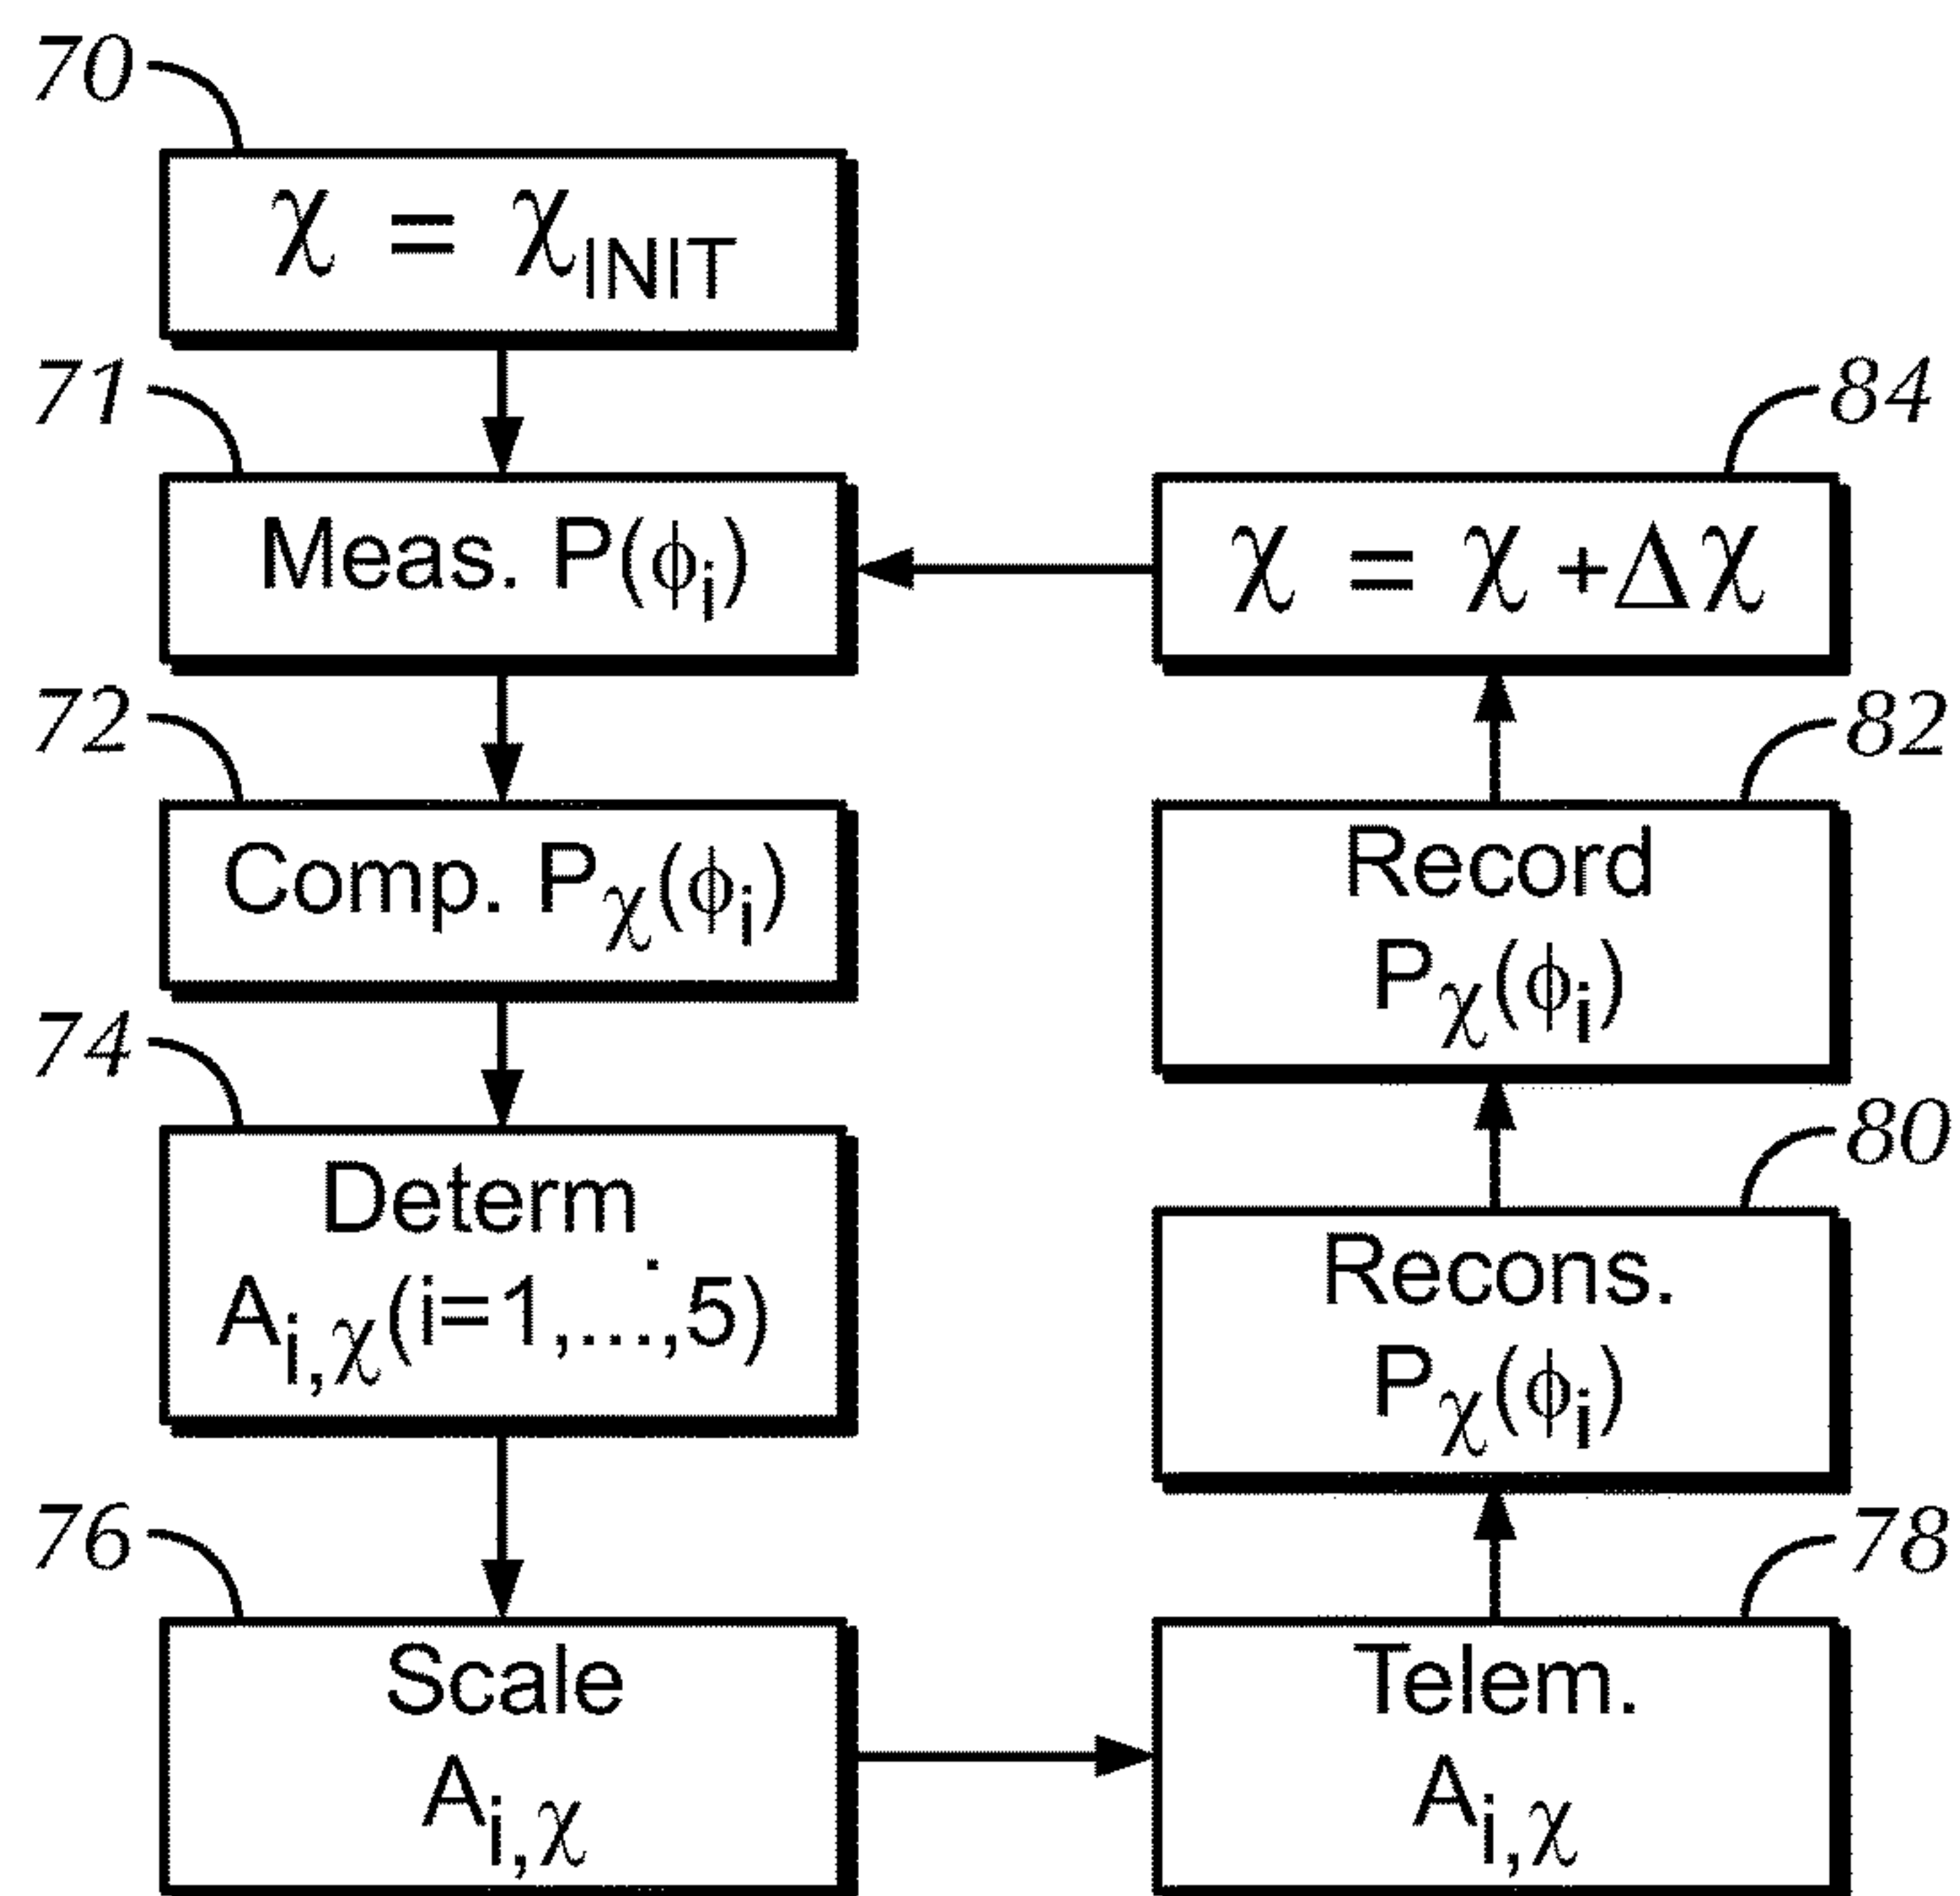 70
χ = χINIT
71
Meas. P(ϕi)
72
Comp. Pχ(ϕi)
74
Determ.
Ai,χ(i=1,...,5)
76
Scale
Ai,χ
78
Telem.
Ai,χ
80
Recons.
Pχ(ϕi)
82
Record
Pχ(ϕi)
84
χ = χ+Δχ